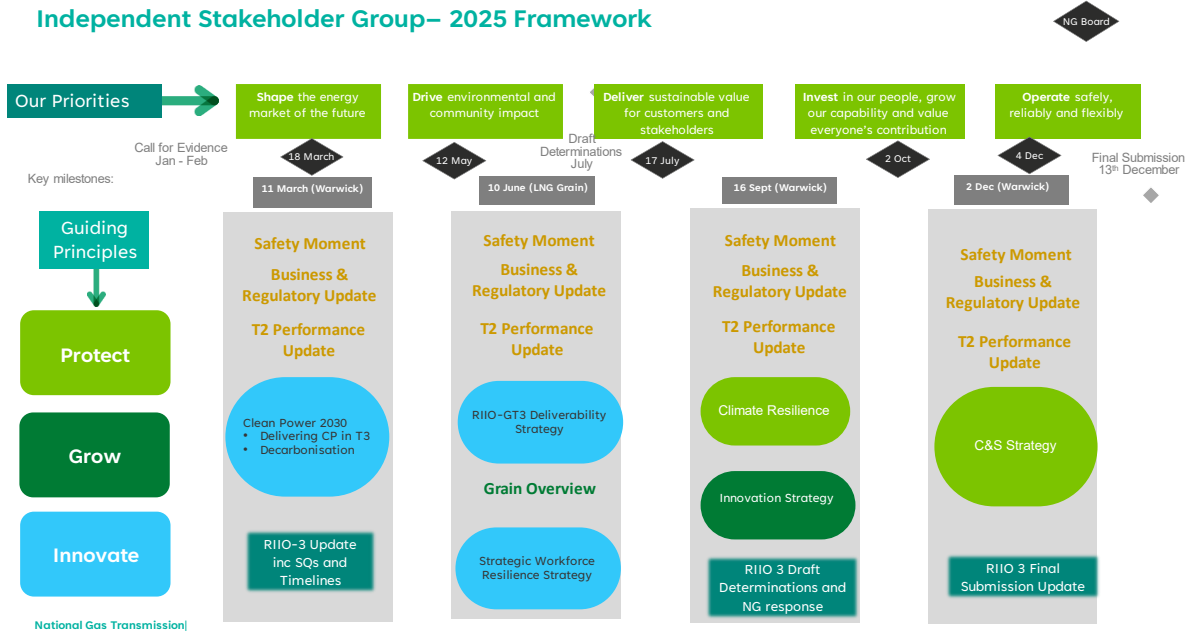 Independent Stakeholder Group– 2025 Framework
NG Board
Our Priorities
Shape the energy
market of the future
Drive environmental and
community impact
Deliver sustainable value
for customers and
stakeholders
Invest in our people, grow
our capability and value
everyone's contribution
Operate safely,
reliably and flexibly
Call for Evidence
Jan - Feb
18 March
12 May
Draft
Determinations
July
17 July
2 Oct
4 Dec
Final Submission
13th December
Key milestones:
11 March (Warwick)
10 June (LNG Grain)
16 Sept (Warwick)
2 Dec (Warwick)
Guiding
Principles
Protect
Grow
Innovate
Safety Moment
Business &
Regulatory Update
T2 Performance
Update
Clean Power 2030
• Delivering CP in T3
• Decarbonisation
RIIO-3 Update
inc SQs and
Timelines
Safety Moment
Business &
Regulatory Update
T2 Performance
Update
RIIO-GT3 Deliverability
Strategy
Grain Overview
Strategic Workforce
Resilience Strategy
Safety Moment
Business &
Regulatory Update
T2 Performance
Update
Climate Resilience
Innovation Strategy
RIIO 3 Draft
Determinations and
NG response
Safety Moment
Business &
Regulatory Update
T2 Performance
Update
C&S Strategy
RIIO 3 Final
Submission Update
National Gas Transmission|